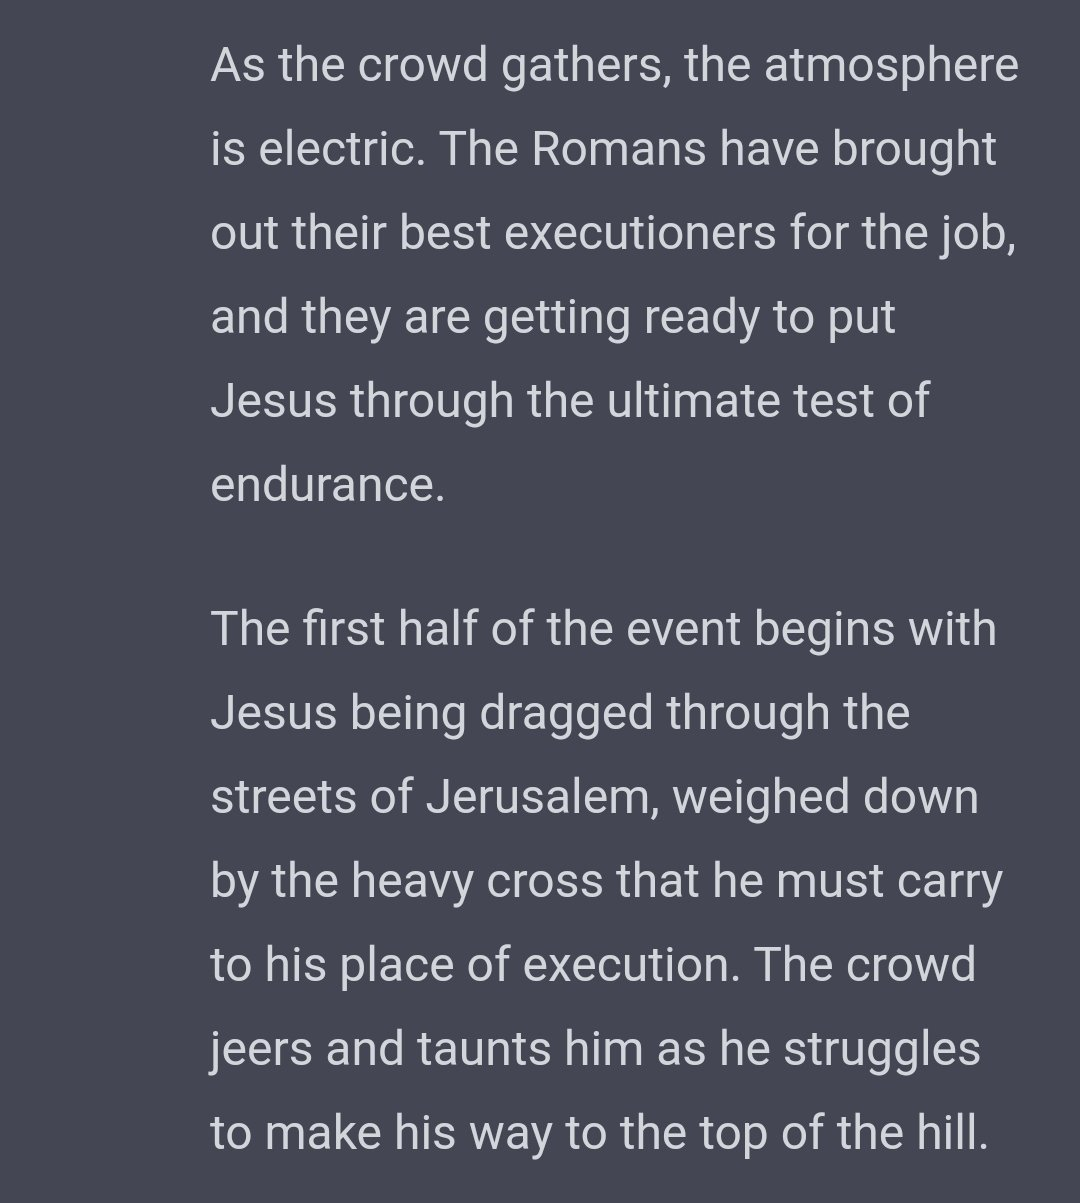 As the crowd gathers, the atmosphere
is electric. The Romans have brought
out their best executioners for the job,
and they are getting ready to put
Jesus through the ultimate test of
endurance.
The first half of the event begins with
Jesus being dragged through the
streets of Jerusalem, weighed down
by the heavy cross that he must carry
to his place of execution. The crowd
jeers and taunts him as he struggles
to make his way to the top of the hill.